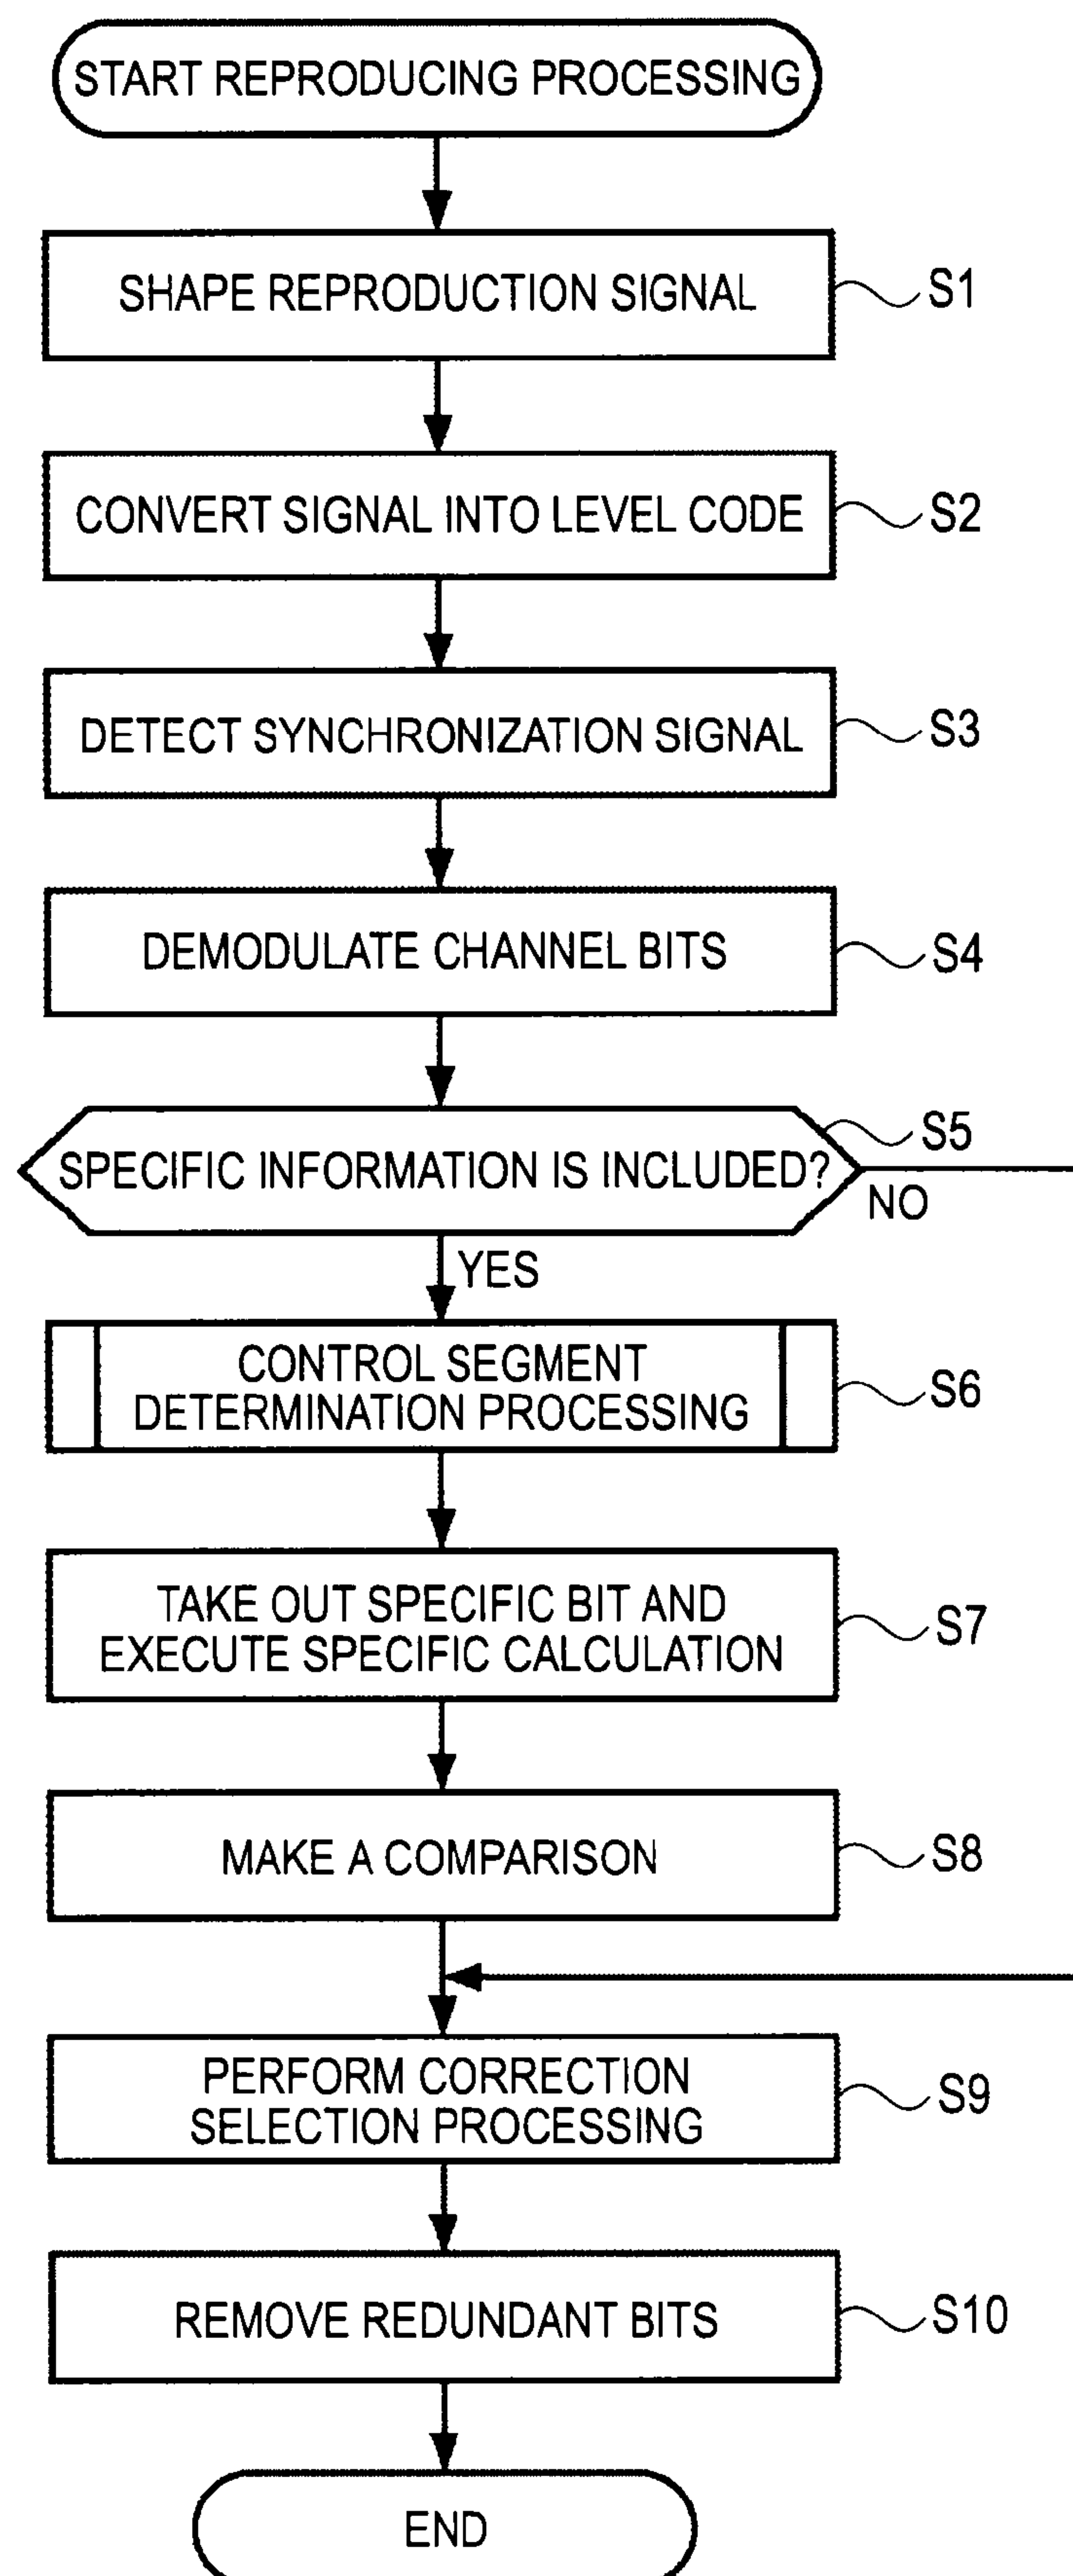 START REPRODUCING PROCESSING
SHAPE REPRODUCTION SIGNAL
S1
CONVERT SIGNAL INTO LEVEL CODE
S2
DETECT SYNCHRONIZATION SIGNAL
S3
DEMODULATE CHANNEL BITS
S4
SPECIFIC INFORMATION IS INCLUDED?
S5
NO
YES
CONTROL SEGMENT
DETERMINATION PROCESSING
S6
TAKE OUT SPECIFIC BIT AND
EXECUTE SPECIFIC CALCULATION
S7
MAKE A COMPARISON
S8
PERFORM CORRECTION
SELECTION PROCESSING
S9
REMOVE REDUNDANT BITS
S10
END